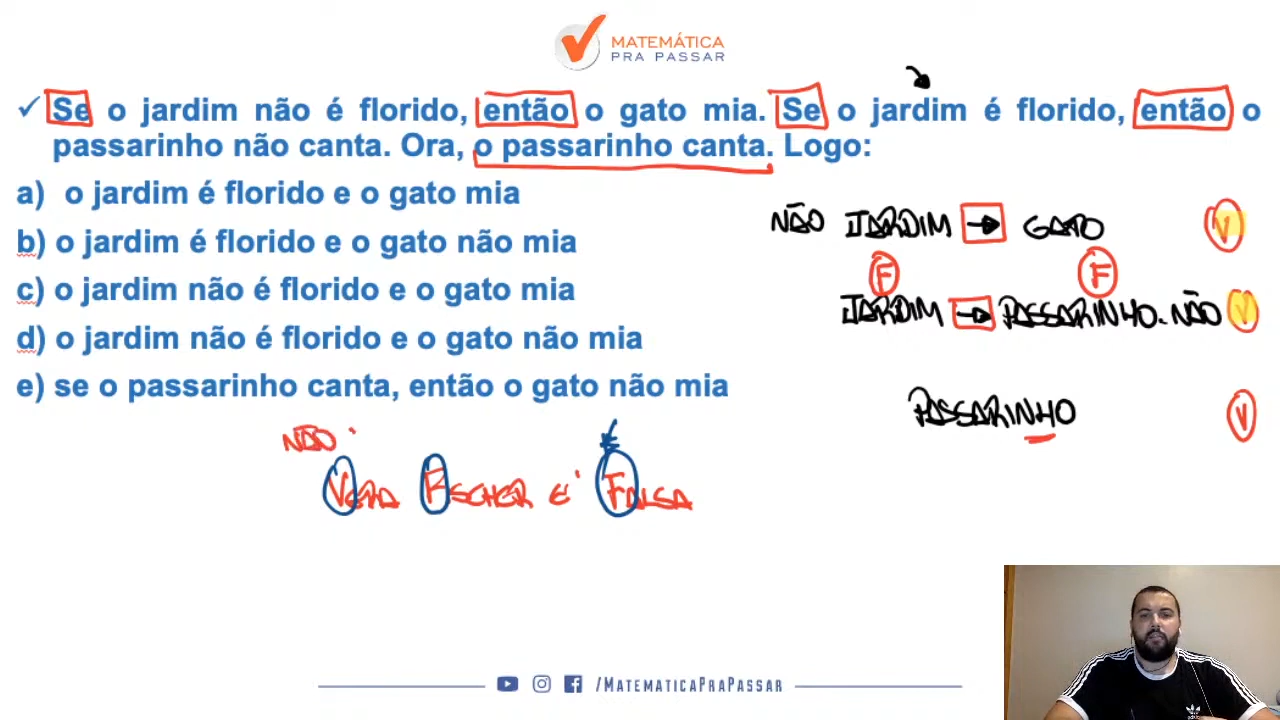 MATEMÁTICA
PRA PASSAR
✓ Se o jardim não é florido, então o gato mia. Se o jardim é florido, então o
passarinho não canta. Ora, o passarinho canta. Logo:
a) o jardim é florido e o gato mia
b) o jardim é florido e o gato não mia
c) o jardim não é florido e o gato mia
d) o jardim não é florido e o gato não mia
e) se o passarinho canta, então o gato não mia
NÃO JARDIM → GATO V
F F
JARDIM → PASSARINHO.NÃO V
PASSARINHO V
NÃO
VERA FISCHER É FALSA
/MATEMATICAPRAPASSAR